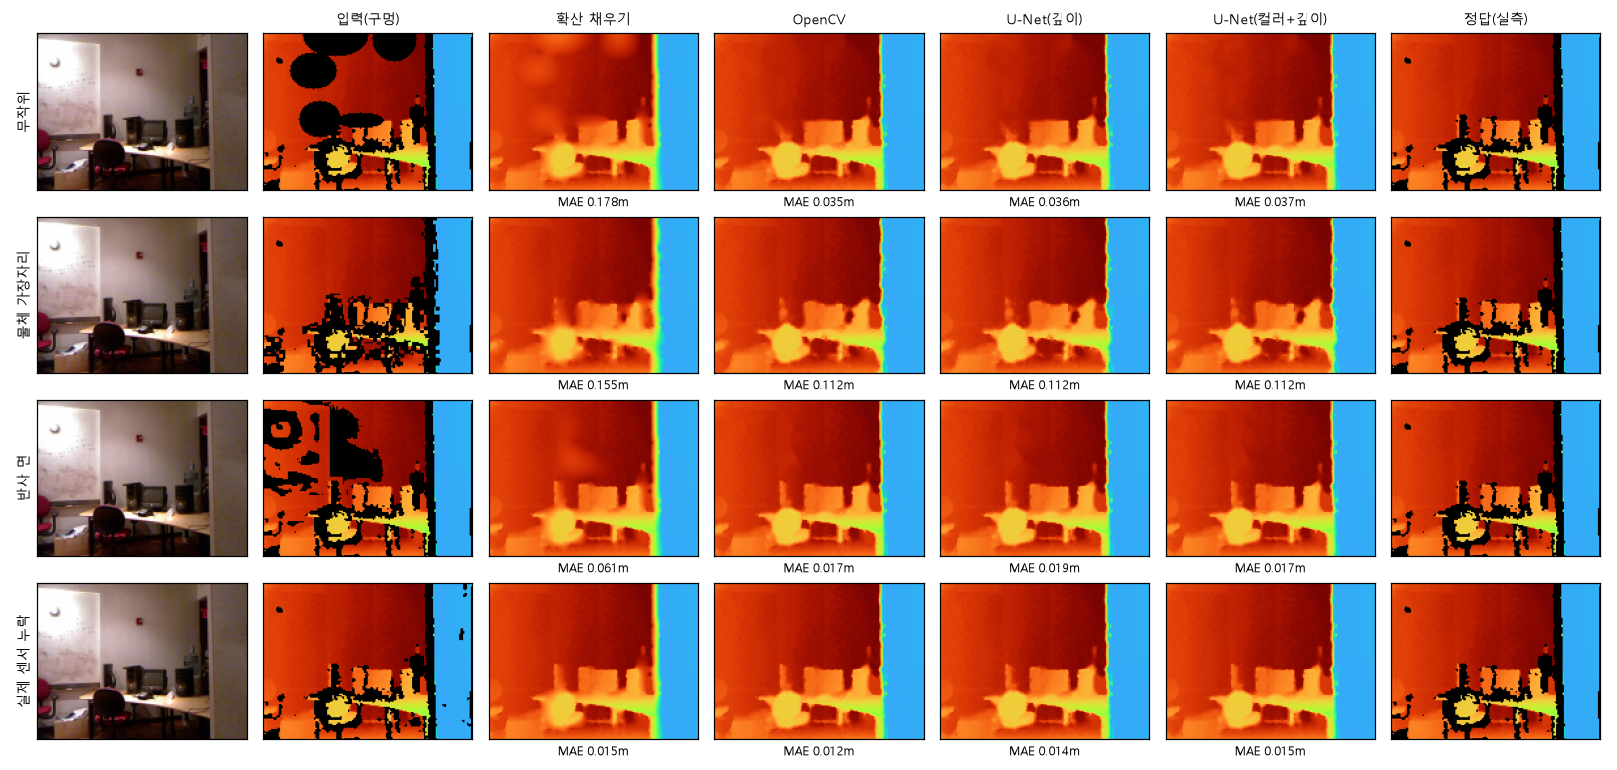 입력(구멍) 확산 채우기 OpenCV U-Net(깊이) U-Net(컬러+깊이) 정답(실측)
무작위
MAE 0.178m MAE 0.035m MAE 0.036m MAE 0.037m
물체 가장자리
MAE 0.155m MAE 0.112m MAE 0.112m MAE 0.112m
반사 면
MAE 0.061m MAE 0.017m MAE 0.019m MAE 0.017m
실제 센서 누락
MAE 0.015m MAE 0.012m MAE 0.014m MAE 0.015m